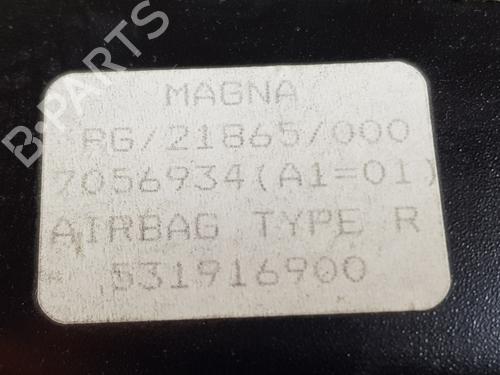 B-PARTS
MAGNA
RG/21865/000
7056934(A1=01)
AIRBAG TYPE R
531916900